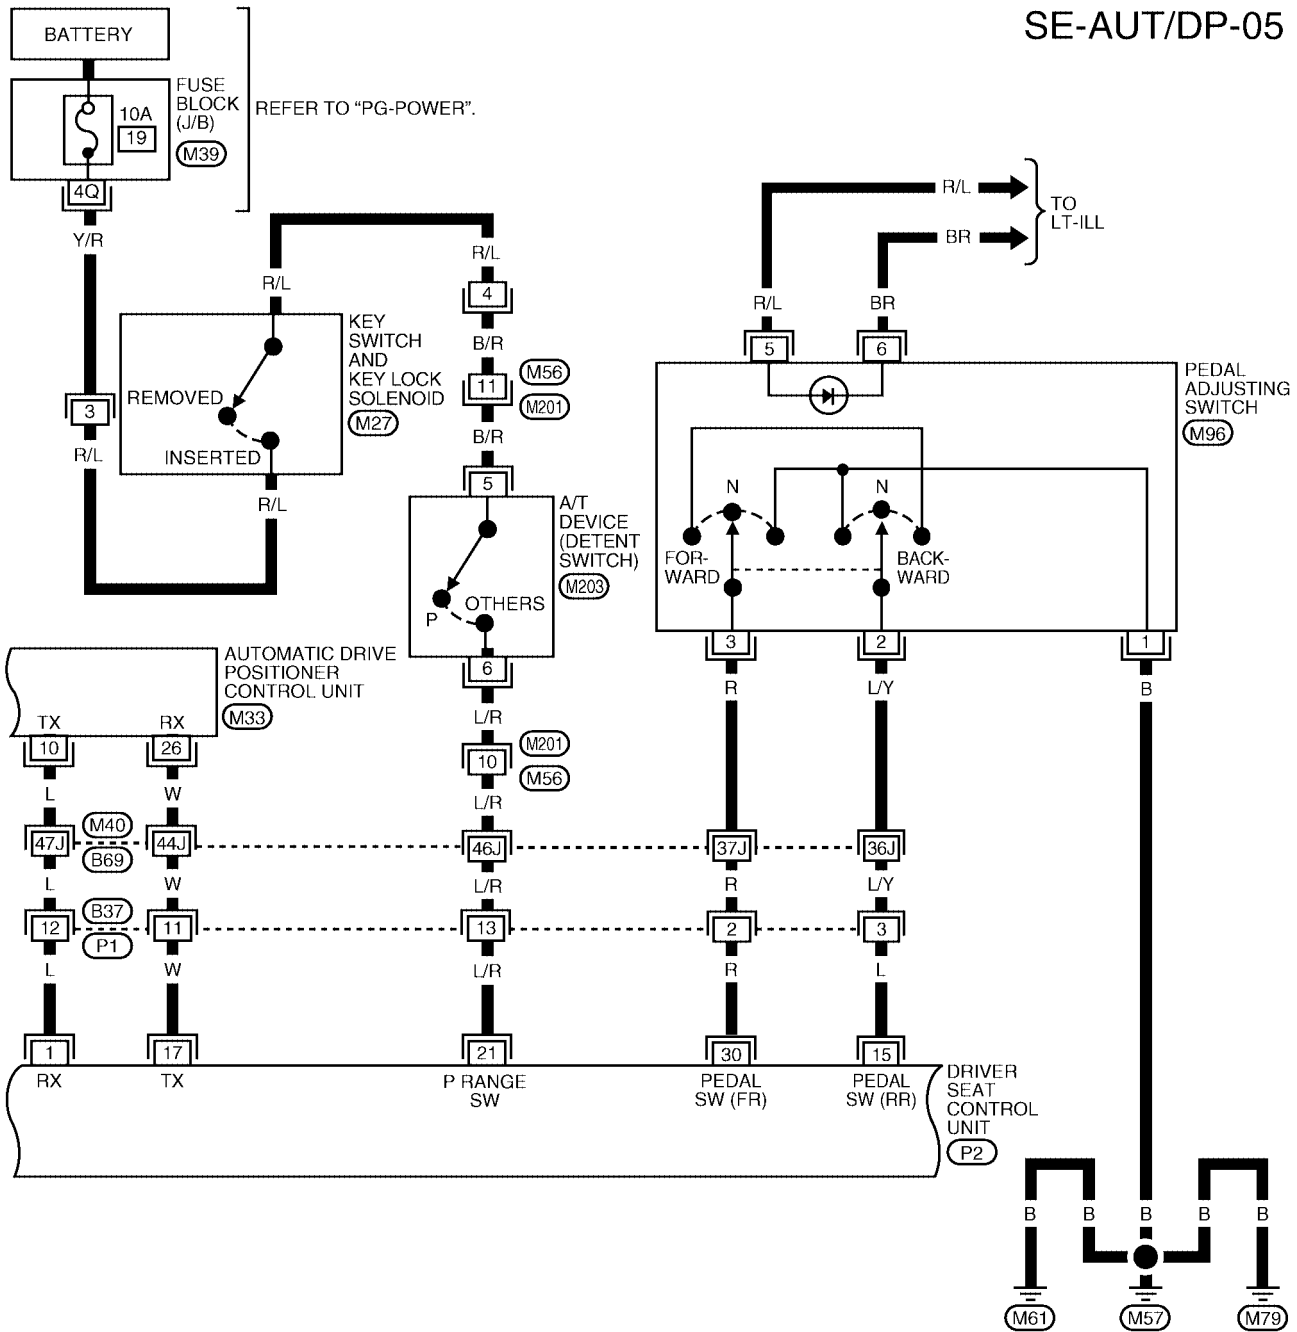 SE-AUT/DP-05
BATTERY
FUSE
BLOCK
(J/B)
M39
10A
19
REFER TO "PG-POWER".
4Q
Y/R
3
R/L
R/L
R/L
KEY
SWITCH
AND
KEY LOCK
SOLENOID
M27
REMOVED
INSERTED
R/L
4
B/R
11
M56
M201
B/R
5
A/T
DEVICE
(DETENT
SWITCH)
M203
P
OTHERS
6
L/R
10
M201
M56
L/R
46J
L/R
13
L/R
21
R/L
BR
TO
LT-ILL
R/L
BR
5
6
PEDAL
ADJUSTING
SWITCH
M96
N
N
FOR-
WARD
BACK-
WARD
3
2
1
R
L/Y
B
37J
36J
R
L/Y
2
3
R
L
30
15
AUTOMATIC DRIVE
POSITIONER
CONTROL UNIT
M33
TX
RX
10
26
L
W
47J
M40
B69
44J
L
W
12
B37
P1
11
L
W
1
17
RX
TX
P RANGE
SW
PEDAL
SW (FR)
PEDAL
SW (RR)
DRIVER
SEAT
CONTROL
UNIT
P2
B
B
B
B
B
M61
M57
M79